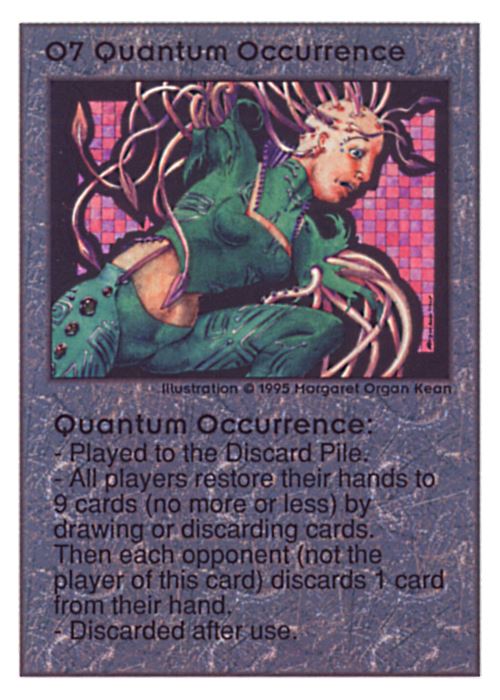 07 Quantum Occurrence
Illustration © 1995 Margaret Organ Kean
Quantum Occurrence:
- Played to the Discard Pile.
- All players restore their hands to
9 cards (no more or less) by
drawing or discarding cards.
Then each opponent (not the
player of this card) discards 1 card
from their hand.
- Discarded after use.